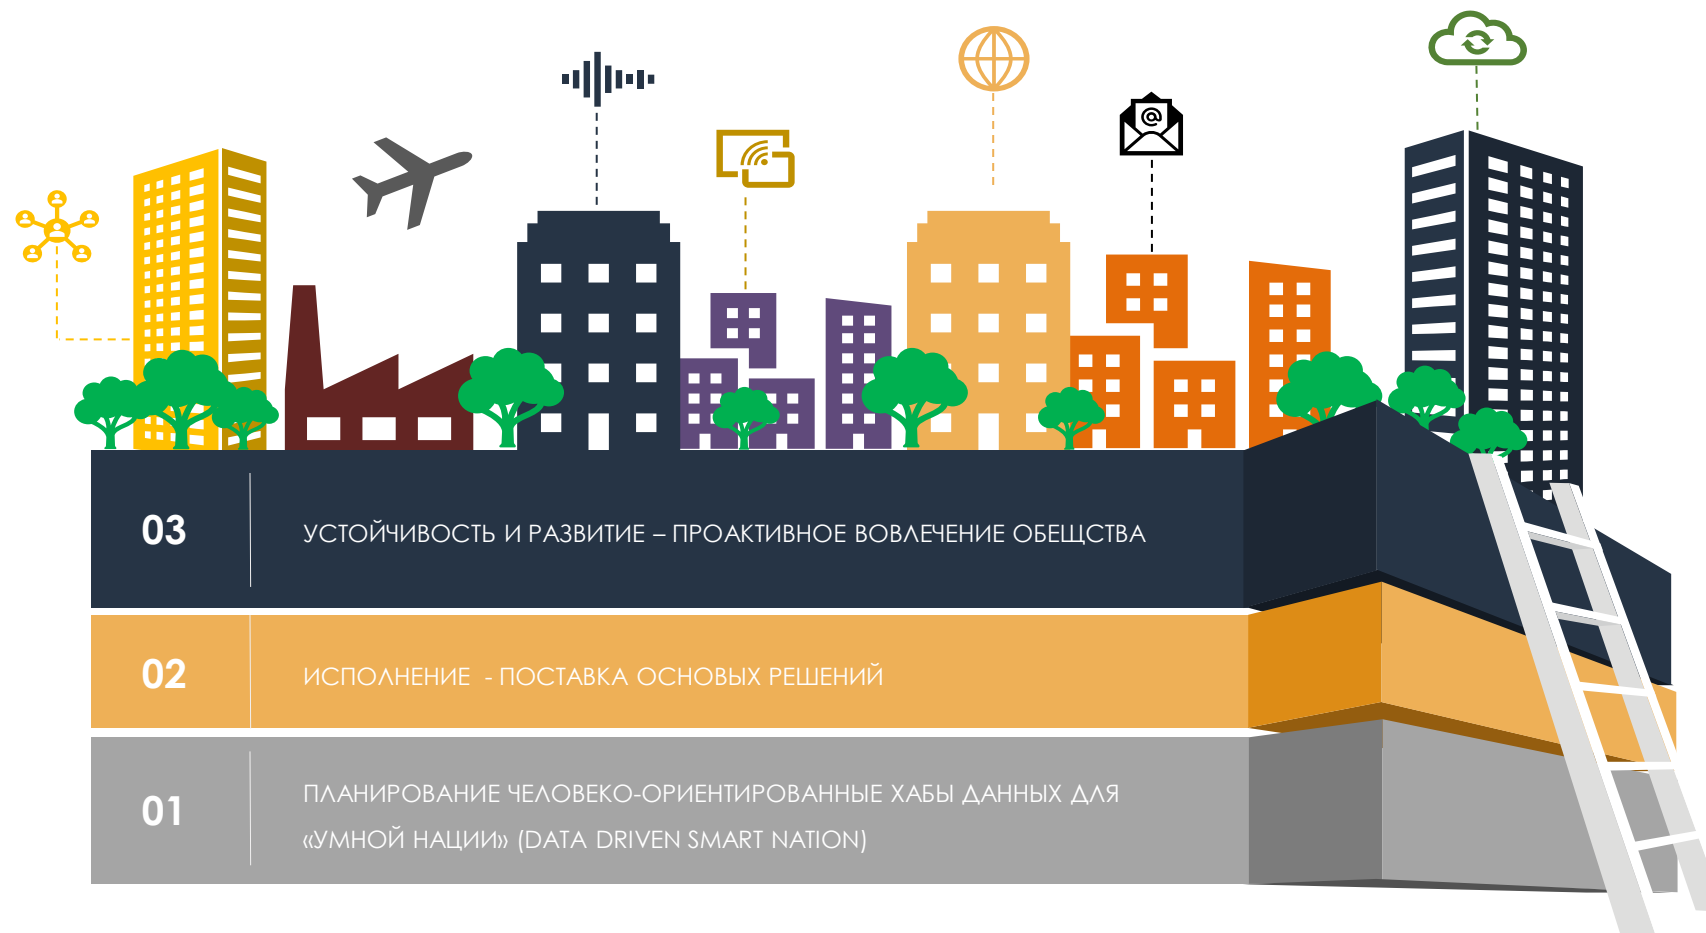 @
03
УСТОЙЧИВОСТЬ И РАЗВИТИЕ – ПРОАКТИВНОЕ ВОВЛЕЧЕНИЕ ОБЕЩСТВА
02
ИСПОЛНЕНИЕ - ПОСТАВКА ОСНОВЫХ РЕШЕНИЙ
01
ПЛАНИРОВАНИЕ ЧЕЛОВЕКО-ОРИЕНТИРОВАННЫЕ ХАБЫ ДАННЫХ ДЛЯ
«УМНОЙ НАЦИИ» (DATA DRIVEN SMART NATION)